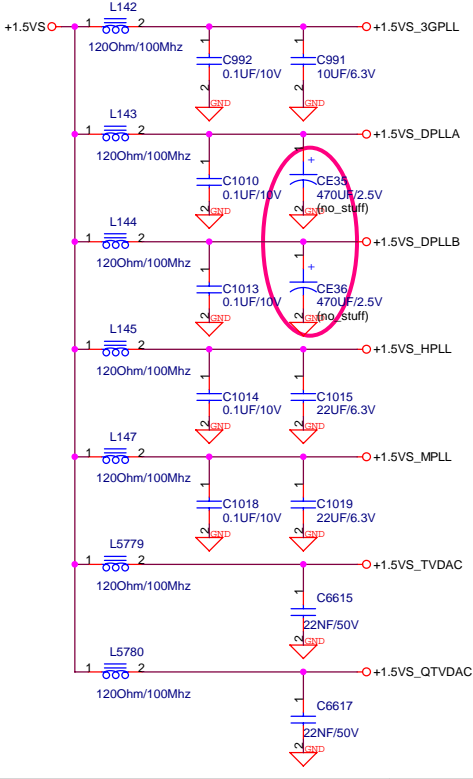 L142
+1.5VS
+1.5VS_3GPLL
120Ohm/100Mhz
1
2
1
2
C992
0.1UF/10V
GND
1
2
C991
10UF/6.3V
GND
L143
1
2
+1.5VS_DPLLA
120Ohm/100Mhz
1
2
C1010
0.1UF/10V
GND
1
+
2
CE35
470UF/2.5V
(no_stuff)
GND
L144
1
2
+1.5VS_DPLLB
120Ohm/100Mhz
1
2
C1013
0.1UF/10V
GND
1
+
2
CE36
470UF/2.5V
(no_stuff)
GND
L145
1
2
+1.5VS_HPLL
120Ohm/100Mhz
1
2
C1014
0.1UF/10V
GND
1
2
C1015
22UF/6.3V
GND
L147
1
2
+1.5VS_MPLL
120Ohm/100Mhz
1
2
C1018
0.1UF/10V
GND
1
2
C1019
22UF/6.3V
GND
L5779
1
2
+1.5VS_TVDAC
120Ohm/100Mhz
1
2
C6615
22NF/50V
GND
L5780
1
2
+1.5VS_QTVDAC
120Ohm/100Mhz
1
2
C6617
22NF/50V
GND